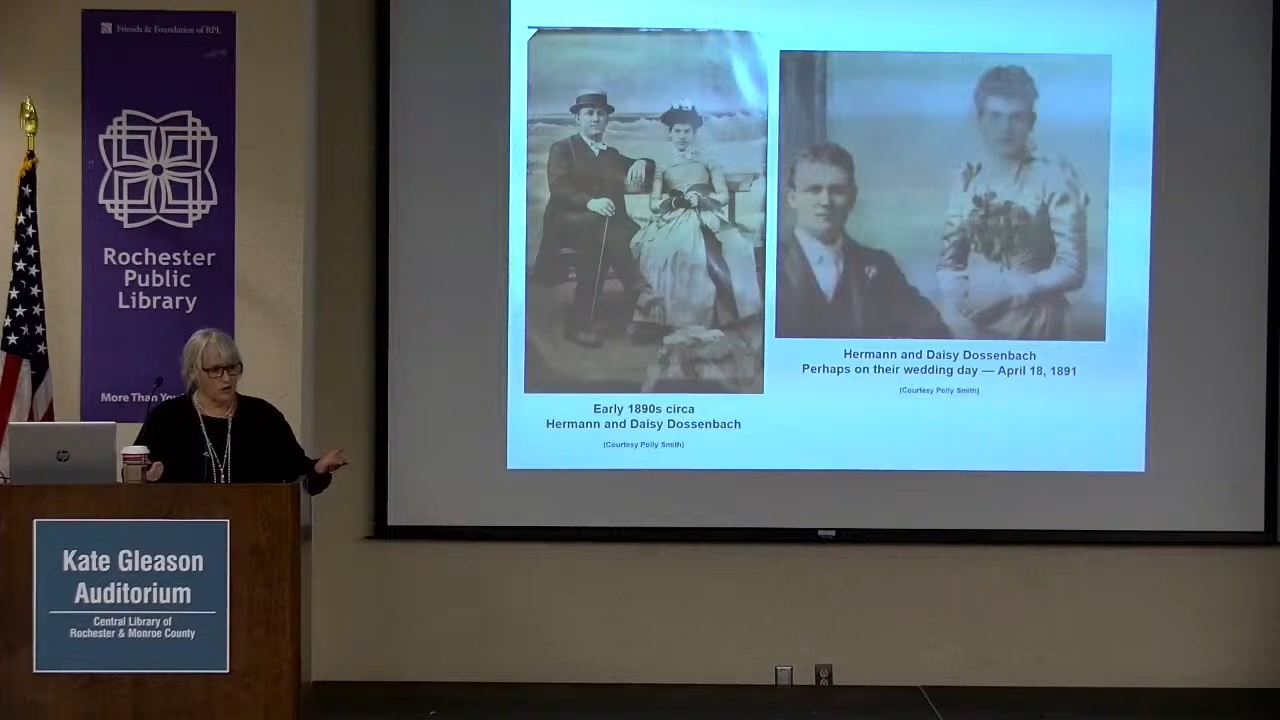 Friends & Foundation of RPL
Rochester
Public
Library
More Than
hp
Kate Gleason
Auditorium
Central Library of
Rochester & Monroe County
Early 1890s circa
Hermann and Daisy Dossenbach
(Courtesy Polly Smith)
Hermann and Daisy Dossenbach
Perhaps on their wedding day — April 18, 1891
(Courtesy Polly Smith)